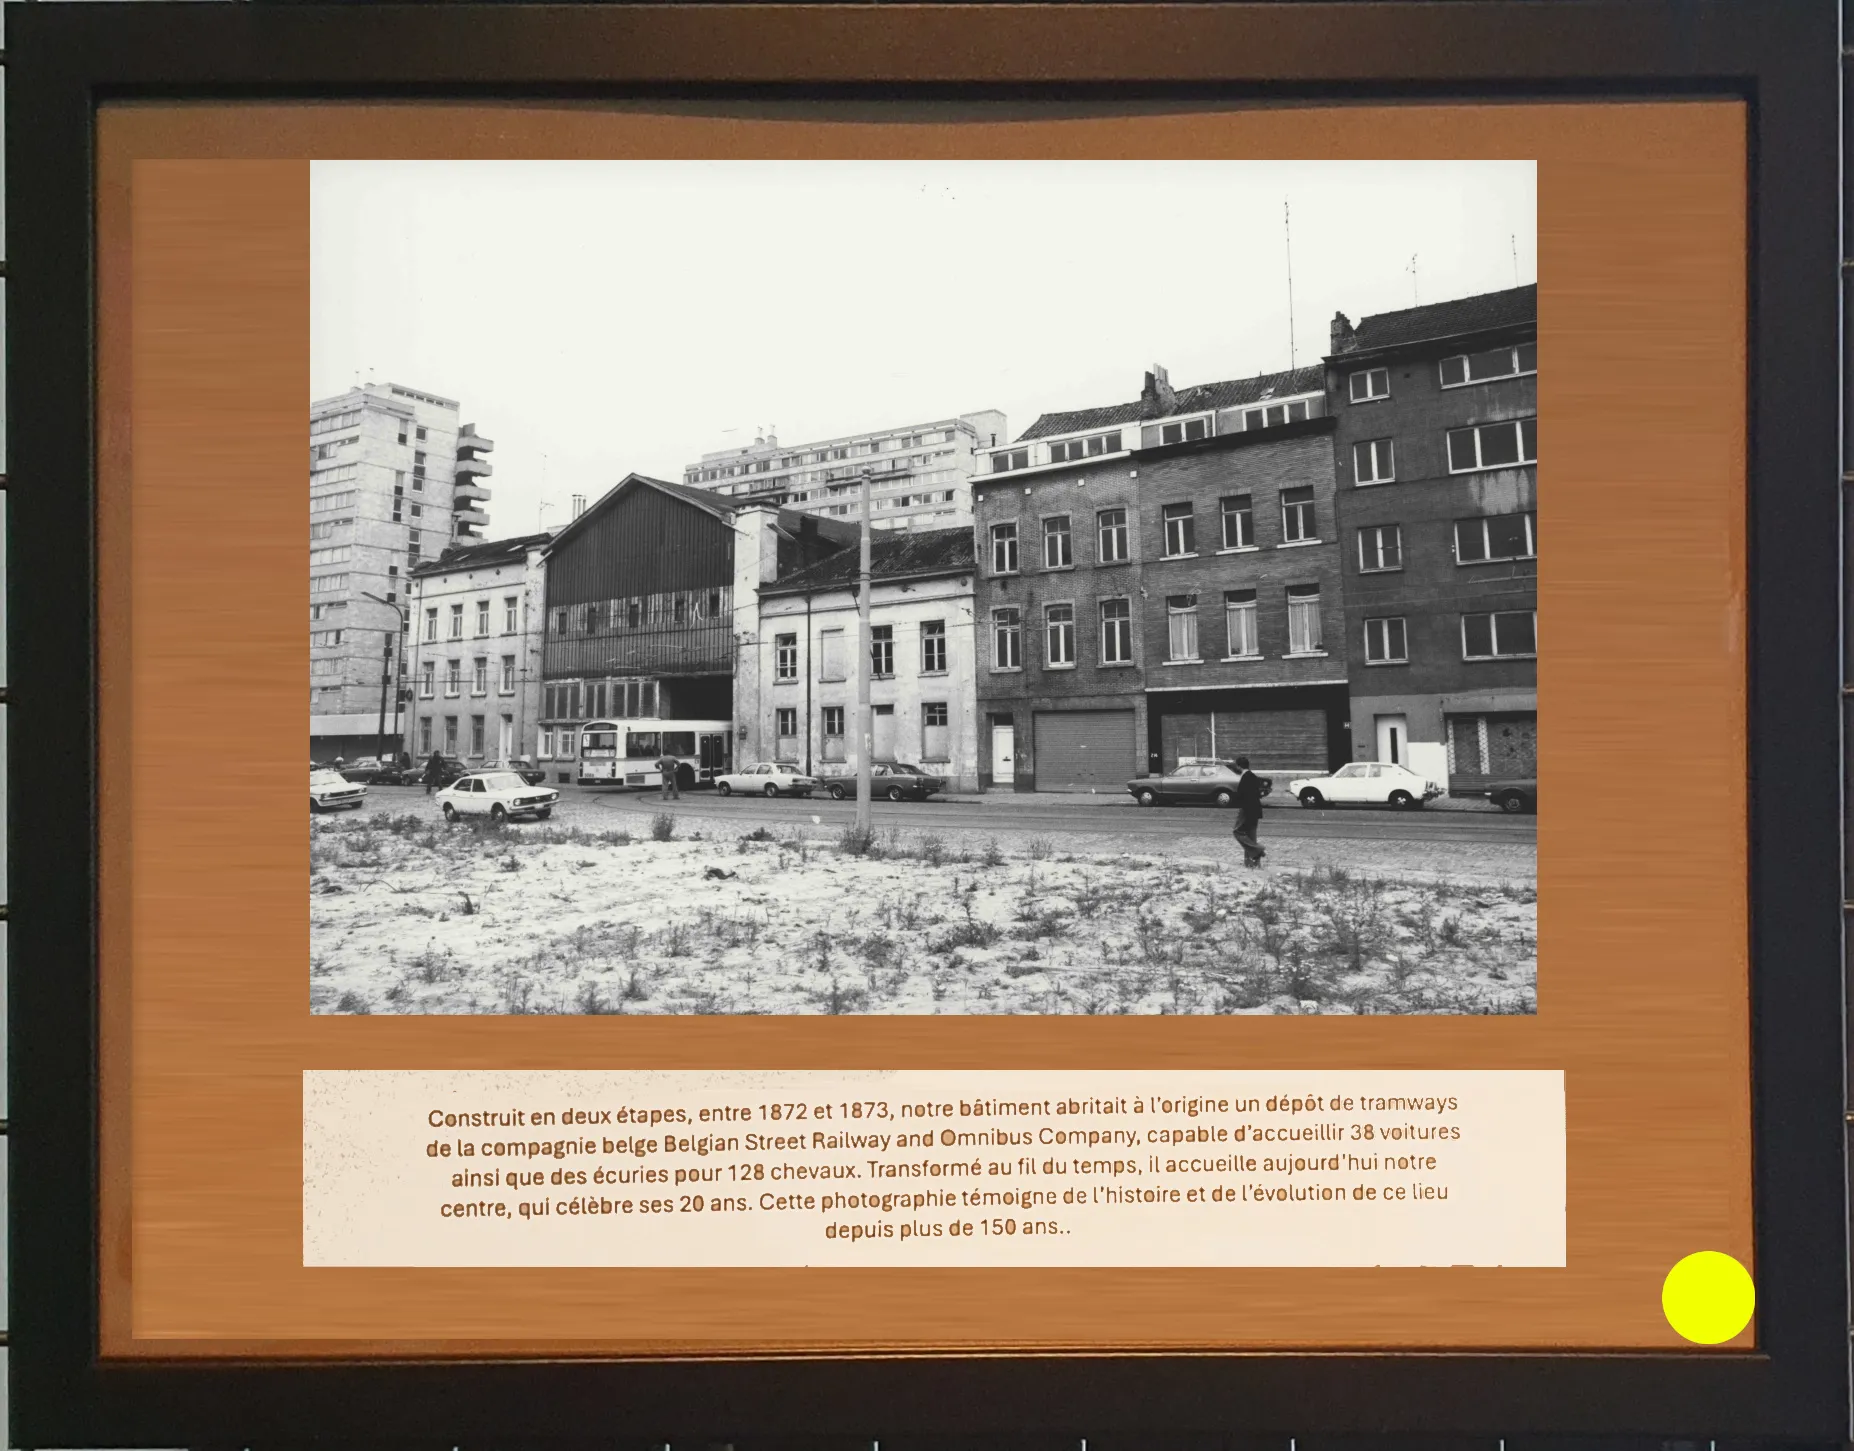 Construit en deux étapes, entre 1872 et 1873, notre bâtiment abritait à l'origine un dépôt de tramways
de la compagnie belge Belgian Street Railway and Omnibus Company, capable d'accueillir 38 voitures
ainsi que des écuries pour 128 chevaux. Transformé au fil du temps, il accueille aujourd'hui notre
centre, qui célèbre ses 20 ans. Cette photographie témoigne de l'histoire et de l'évolution de ce lieu
depuis plus de 150 ans..